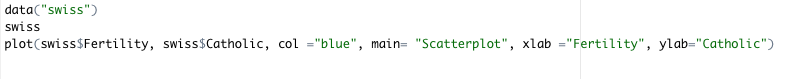 data("swiss")
swiss
plot(swiss$Fertility, swiss$Catholic, col ="blue", main= "Scatterplot", xlab ="Fertility", ylab="Catholic")